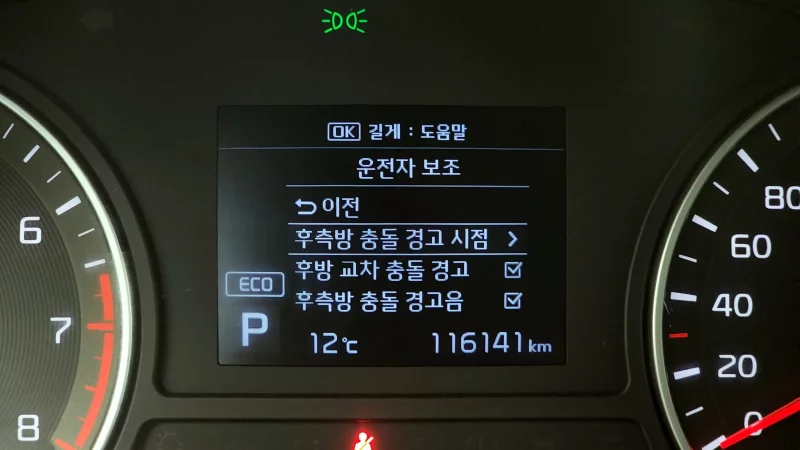 OK 길게 : 도움말
운전자 보조
이전
후측방 충돌 경고 시점
후방 교차 충돌 경고
후측방 충돌 경고음
ECO
P
12℃ 116141 km
6
7
8
80
60
40
20
0